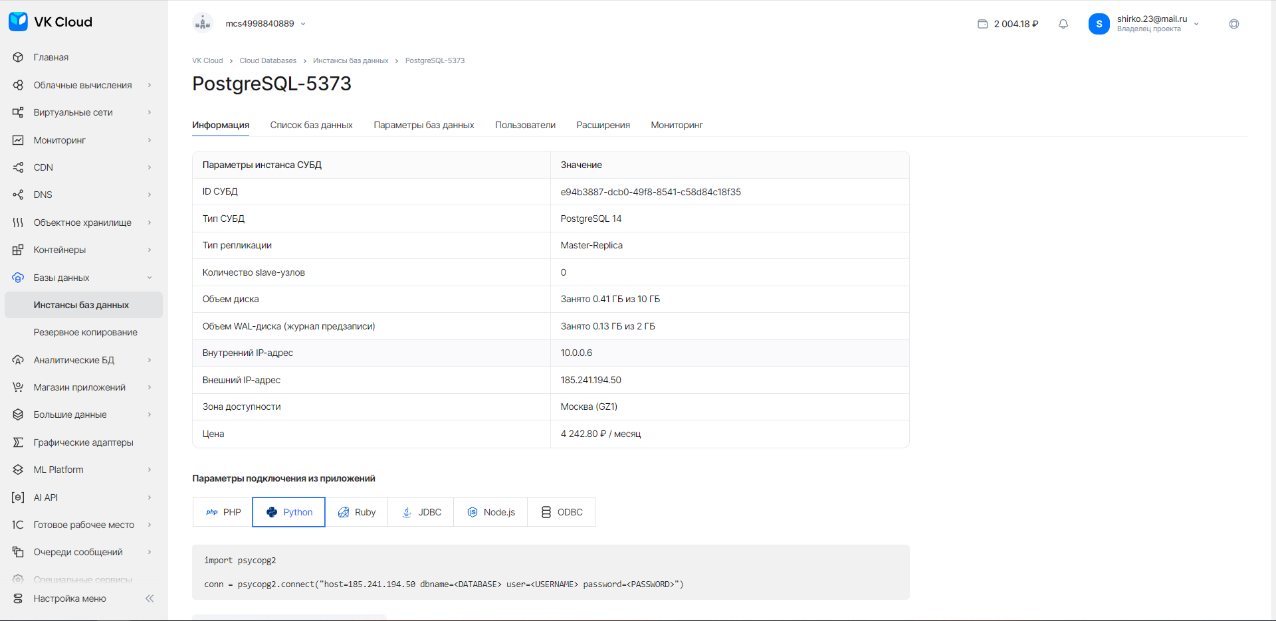 VK Cloud
mcs4998840889
2 004.18 ₽
S
shirko.23@mail.ru
Владелец проекта
Главная
Облачные вычисления
Виртуальные сети
Мониторинг
CDN
DNS
Объектное хранилище
Контейнеры
Базы данных
Инстансы баз данных
Резервное копирование
Аналитические БД
Магазин приложений
Большие данные
Графические адаптеры
ML Platform
AI API
1C Готовое рабочее место
Очереди сообщений
Специальные сервисы
Настройка меню
VK Cloud > Cloud Databases > Инстансы баз данных > PostgreSQL-5373
PostgreSQL-5373
Информация Список баз данных Параметры баз данных Пользователи Расширения Мониторинг
Параметры инстанса СУБД Значение
ID СУБД e94b3887-dcb0-49f8-8541-c58d84c18f35
Тип СУБД PostgreSQL 14
Тип репликации Master-Replica
Количество slave-узлов 0
Объем диска Занято 0.41 ГБ из 10 ГБ
Объем WAL-диска (журнал предзаписи) Занято 0.13 ГБ из 2 ГБ
Внутренний IP-адрес 10.0.0.6
Внешний IP-адрес 185.241.194.50
Зона доступности Москва (GZ1)
Цена 4 242.80 ₽ / месяц
Параметры подключения из приложений
php PHP Python Ruby JDBC Node.js ODBC
import psycopg2
conn = psycopg2.connect("host=185.241.194.50 dbname=<DATABASE> user=<USERNAME> password=<PASSWORD>")